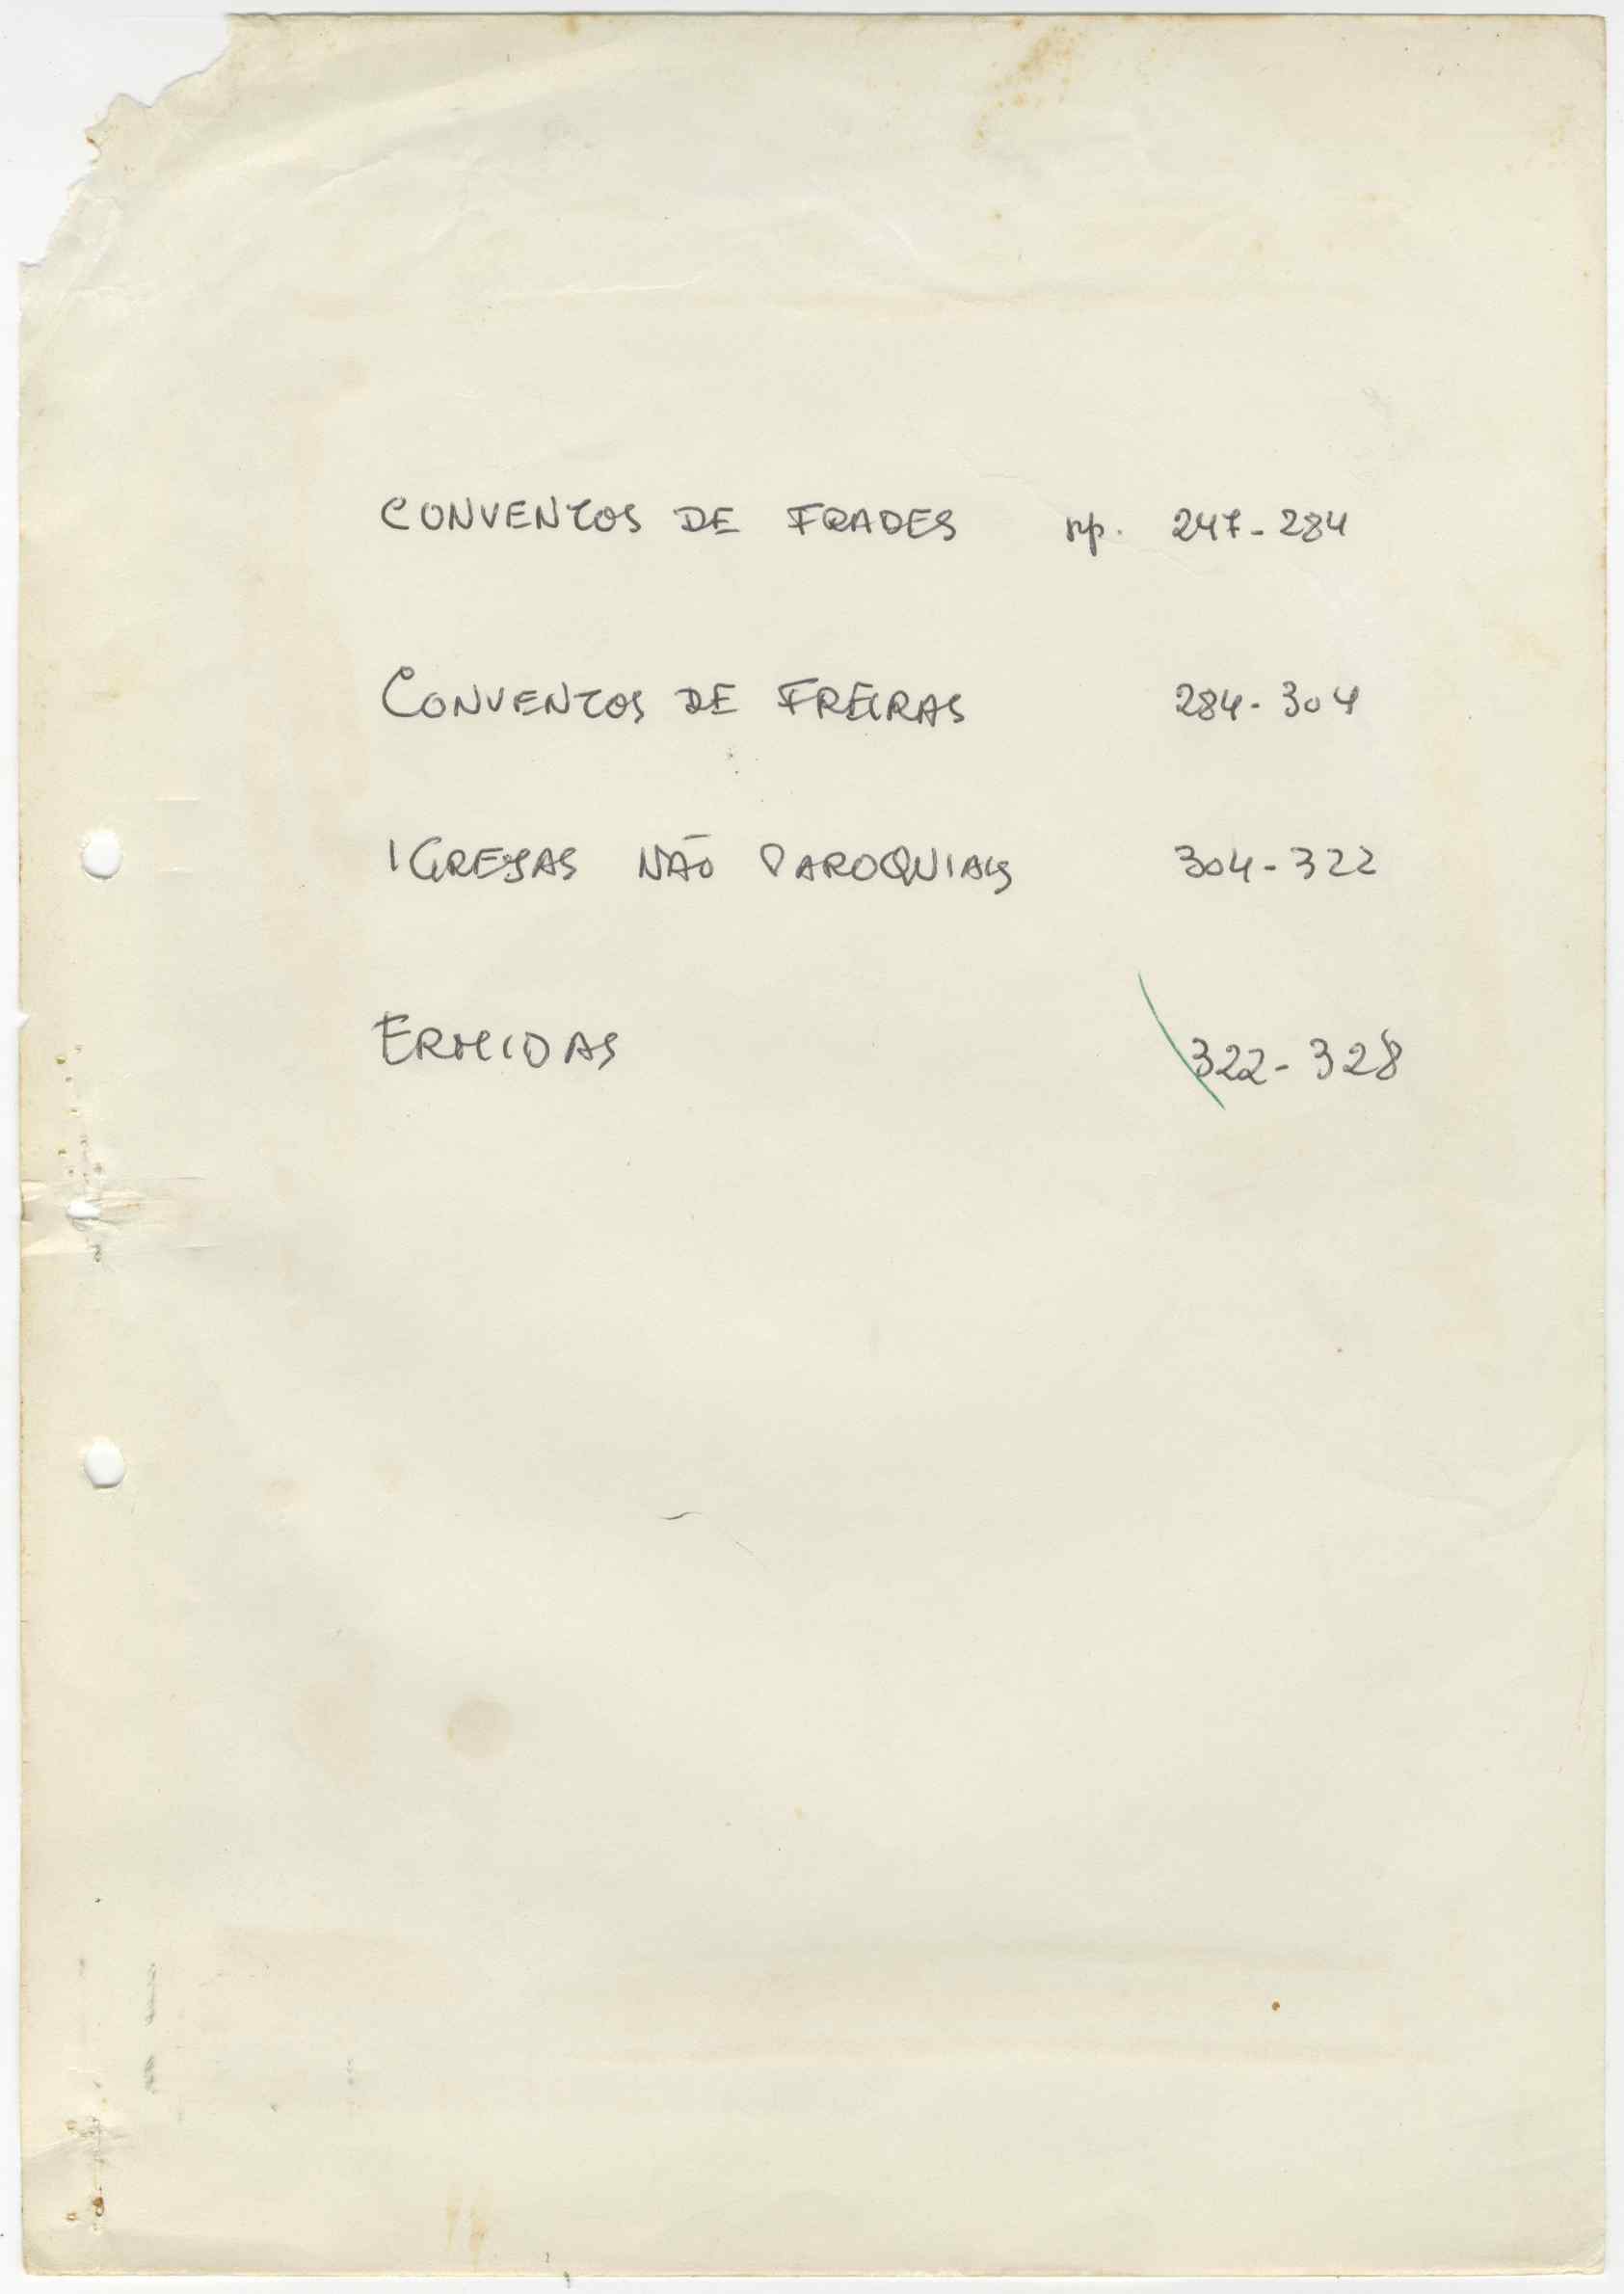 CONVENTOS DE FRADES pp. 247-284
CONVENTOS DE FREIRAS 284-304
IGREJAS NÃO PAROQUIAIS 304-322
ERMIDAS 322-328